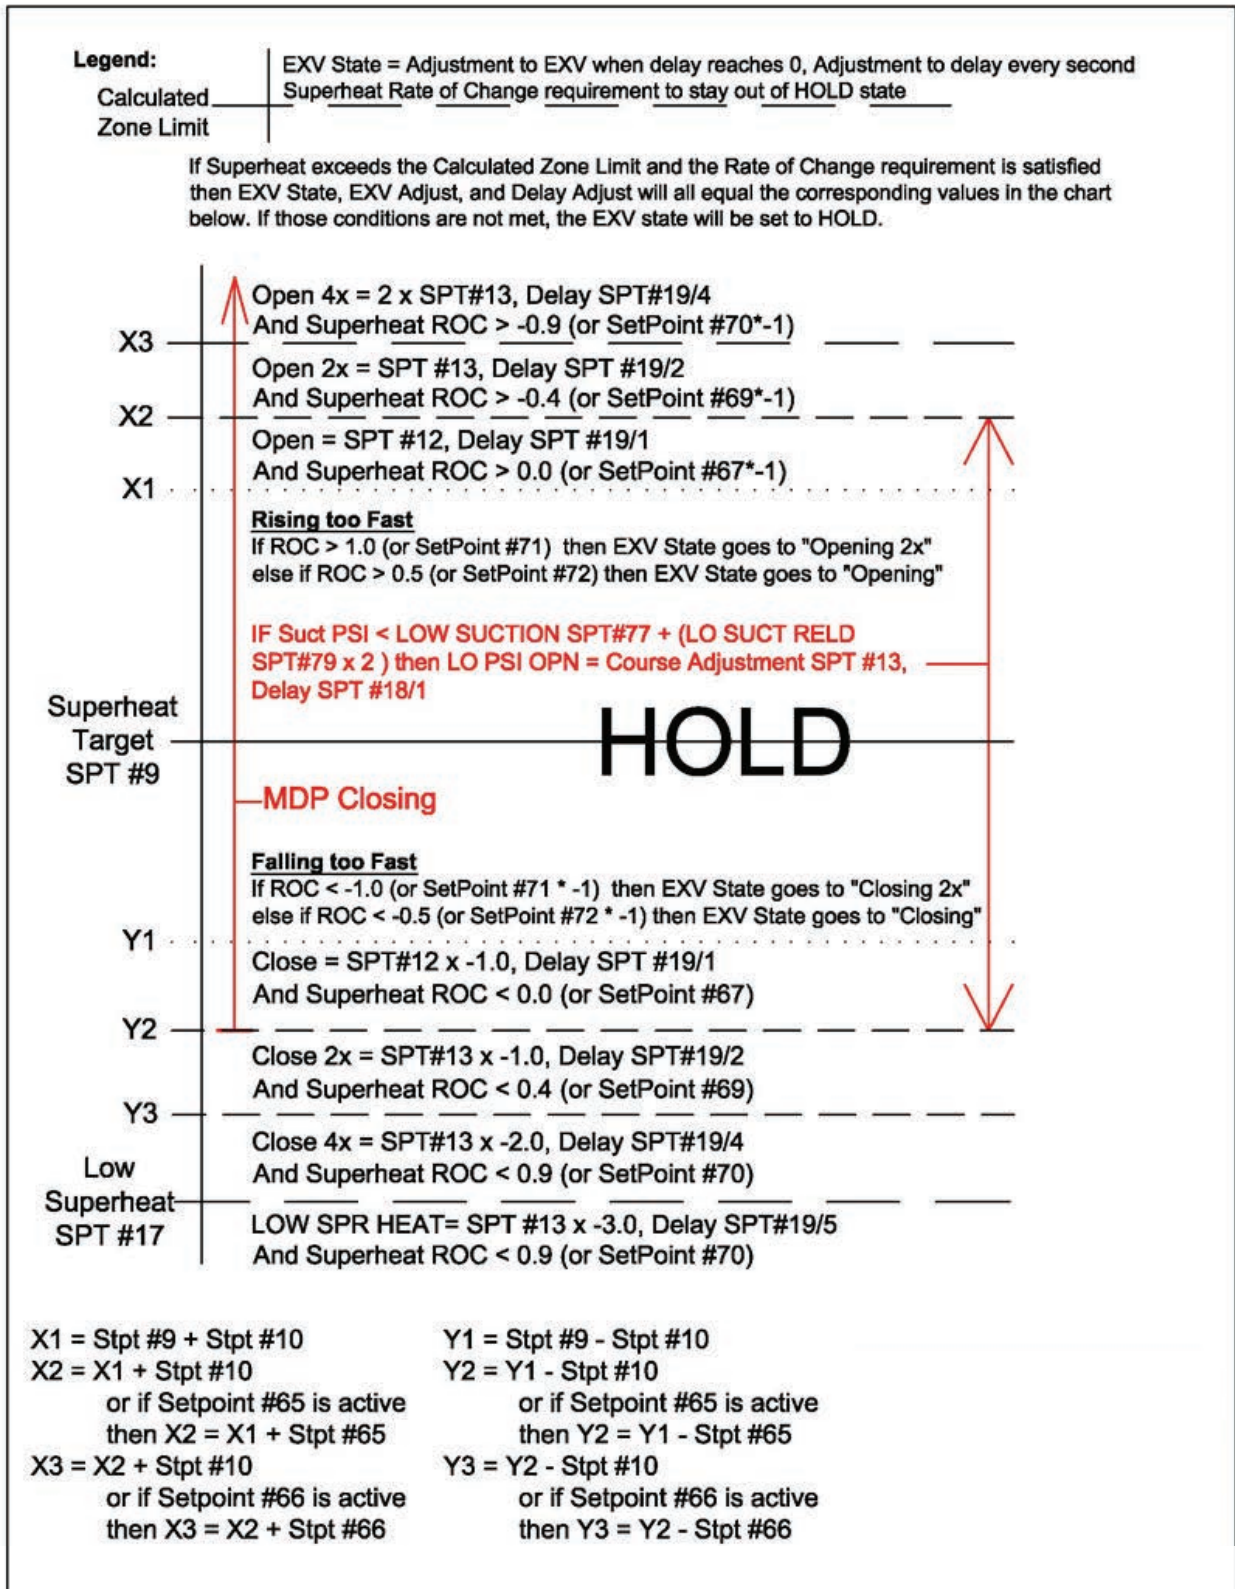 Legend:
EXV State = Adjustment to EXV when delay reaches 0, Adjustment to delay every second
Calculated
Zone Limit
Superheat Rate of Change requirement to stay out of HOLD state
If Superheat exceeds the Calculated Zone Limit and the Rate of Change requirement is satisfied
then EXV State, EXV Adjust, and Delay Adjust will all equal the corresponding values in the chart
below. If those conditions are not met, the EXV state will be set to HOLD.
Open 4x = 2 x SPT#13, Delay SPT#19/4
And Superheat ROC > -0.9 (or SetPoint #70*-1)
X3
Open 2x = SPT #13, Delay SPT #19/2
And Superheat ROC > -0.4 (or SetPoint #69*-1)
X2
Open = SPT #12, Delay SPT #19/1
And Superheat ROC > 0.0 (or SetPoint #67*-1)
X1
Rising too Fast
If ROC > 1.0 (or SetPoint #71) then EXV State goes to "Opening 2x"
else if ROC > 0.5 (or SetPoint #72) then EXV State goes to "Opening"
IF Suct PSI < LOW SUCTION SPT#77 + (LO SUCT RELD
SPT#79 x 2 ) then LO PSI OPN = Course Adjustment SPT #13,
Delay SPT #18/1
Superheat
Target
SPT #9
HOLD
MDP Closing
Falling too Fast
If ROC < -1.0 (or SetPoint #71 * -1) then EXV State goes to "Closing 2x"
else if ROC < -0.5 (or SetPoint #72 * -1) then EXV State goes to "Closing"
Y1
Close = SPT#12 x -1.0, Delay SPT #19/1
And Superheat ROC < 0.0 (or SetPoint #67)
Y2
Close 2x = SPT#13 x -1.0, Delay SPT#19/2
And Superheat ROC < 0.4 (or SetPoint #69)
Y3
Close 4x = SPT#13 x -2.0, Delay SPT#19/4
And Superheat ROC < 0.9 (or SetPoint #70)
Low
Superheat
SPT #17
LOW SPR HEAT= SPT #13 x -3.0, Delay SPT#19/5
And Superheat ROC < 0.9 (or SetPoint #70)
X1 = Stpt #9 + Stpt #10
X2 = X1 + Stpt #10
or if Setpoint #65 is active
then X2 = X1 + Stpt #65
X3 = X2 + Stpt #10
or if Setpoint #66 is active
then X3 = X2 + Stpt #66
Y1 = Stpt #9 - Stpt #10
Y2 = Y1 - Stpt #10
or if Setpoint #65 is active
then Y2 = Y1 - Stpt #65
Y3 = Y2 - Stpt #10
or if Setpoint #66 is active
then Y3 = Y2 - Stpt #66